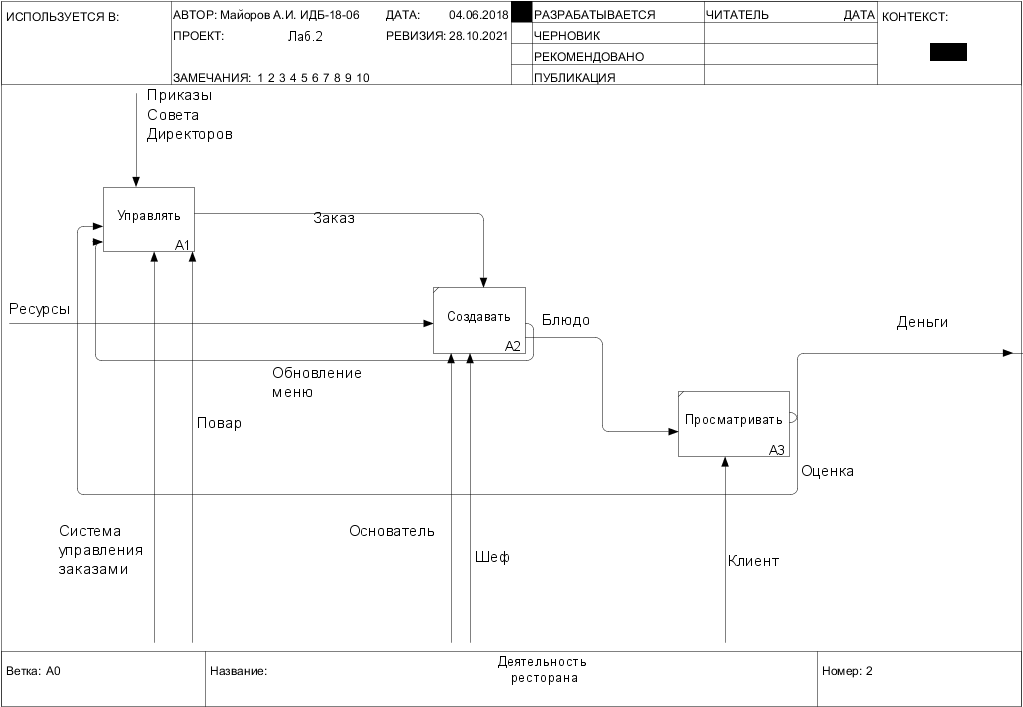 ИСПОЛЬЗУЕТСЯ В:
АВТОР: Майоров А.И. ИДБ-18-06
ДАТА: 04.06.2018
РАЗРАБАТЫВАЕТСЯ
ЧИТАТЕЛЬ
ДАТА
КОНТЕКСТ:
ПРОЕКТ: Лаб.2
РЕВИЗИЯ: 28.10.2021
ЧЕРНОВИК
РЕКОМЕНДОВАНО
ЗАМЕЧАНИЯ: 1 2 3 4 5 6 7 8 9 10
ПУБЛИКАЦИЯ
Приказы
Совета
Директоров
Управлять
A1
Заказ
Ресурсы
Создавать
A2
Блюдо
Деньги
Обновление
меню
Повар
Просматривать
A3
Оценка
Система
управления
заказами
Основатель
Шеф
Клиент
Ветка: A0
Название:
Деятельность
ресторана
Номер: 2